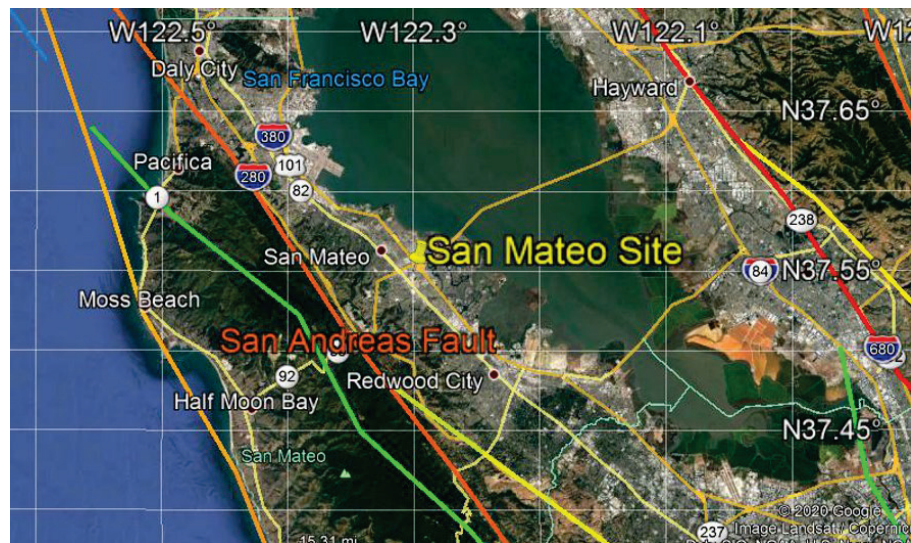 W122.5°
W122.3°
W122.1°
Daly City
San Francisco Bay
Hayward
N37.65°
380
Pacifica
101
280
82
1
238
San Mateo
San Mateo Site
84
N37.55°
Moss Beach
San Andreas Fault
680
92
Redwood City
Half Moon Bay
N37.45°
San Mateo
© 2020 Google
Image Landsat / Copernic
237
15.31 mi